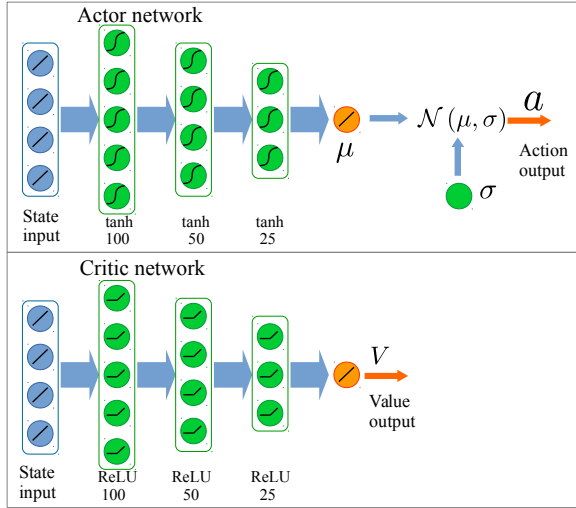 Actor network
μ
𝒩 (μ, σ)
a
Action
output
σ
State
input
tanh
100
tanh
50
tanh
25
Critic network
V
Value
output
State
input
ReLU
100
ReLU
50
ReLU
25